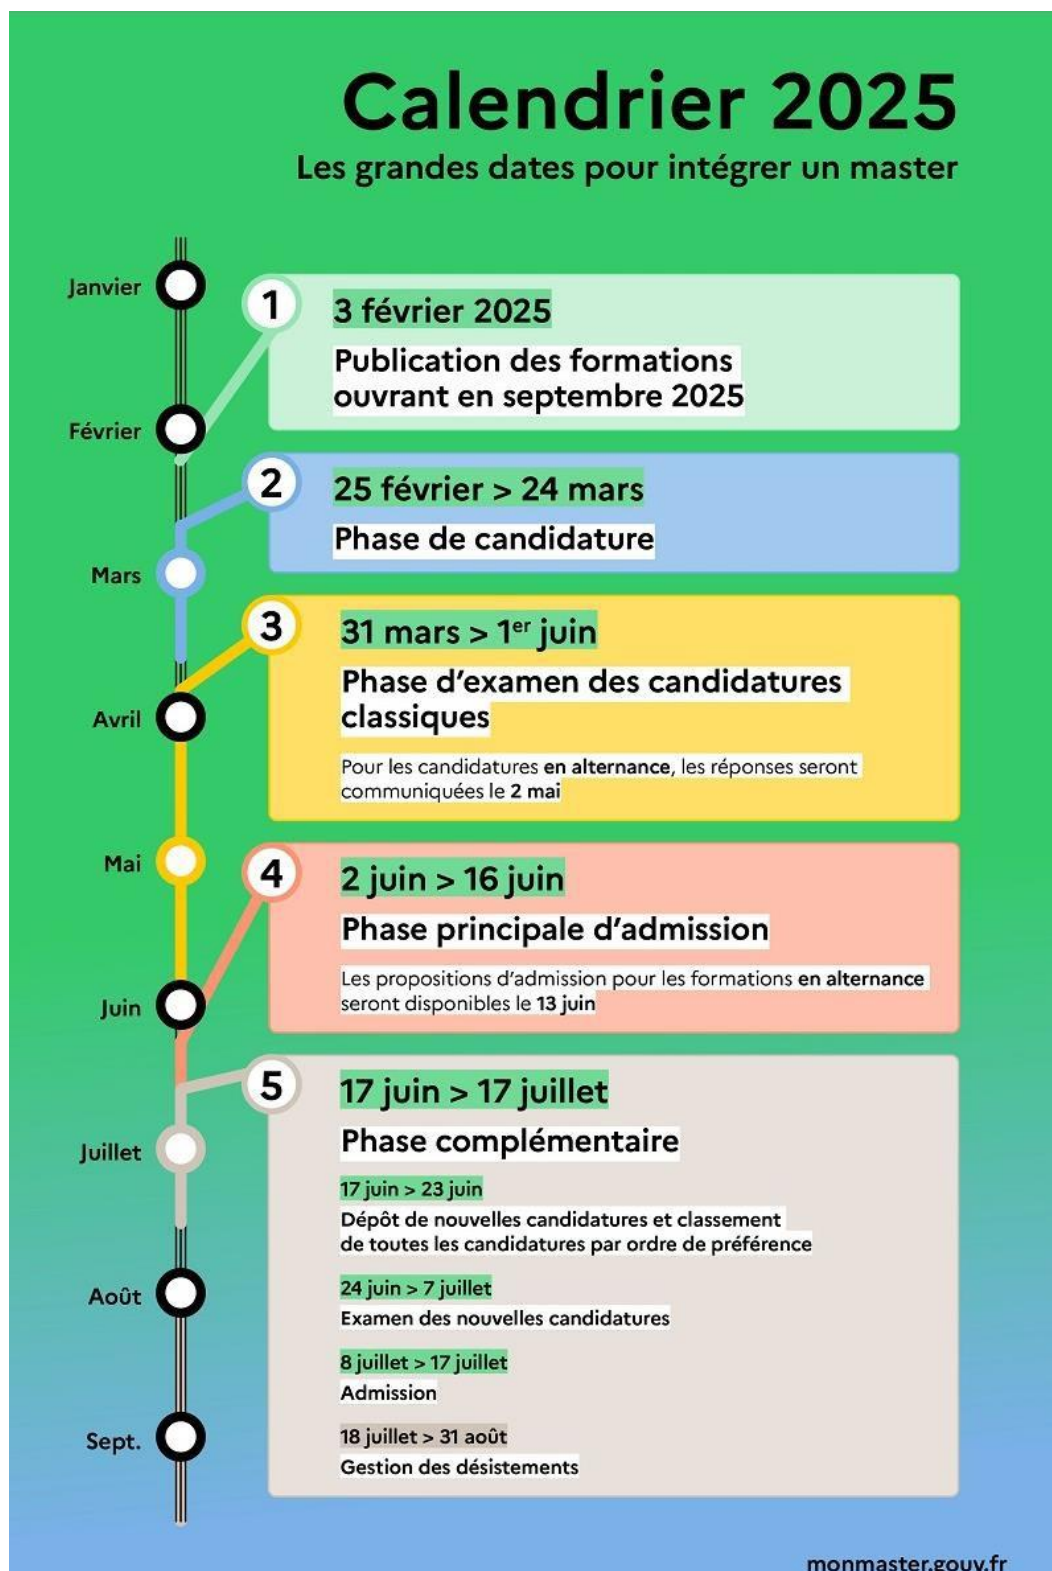 Calendrier 2025
Les grandes dates pour intégrer un master
Janvier
1
3 février 2025
Publication des formations
ouvrant en septembre 2025
Février
2
25 février > 24 mars
Phase de candidature
Mars
3
31 mars > 1er juin
Phase d'examen des candidatures
classiques
Avril
Pour les candidatures en alternance, les réponses seront
communiquées le 2 mai
Mai
4
2 juin > 16 juin
Phase principale d'admission
Les propositions d'admission pour les formations en alternance
seront disponibles le 13 juin
Juin
5
17 juin > 17 juillet
Phase complémentaire
Juillet
17 juin > 23 juin
Dépôt de nouvelles candidatures et classement
de toutes les candidatures par ordre de préférence
Août
24 juin > 7 juillet
Examen des nouvelles candidatures
8 juillet > 17 juillet
Admission
Sept.
18 juillet > 31 août
Gestion des désistements
monmaster.gouv.fr